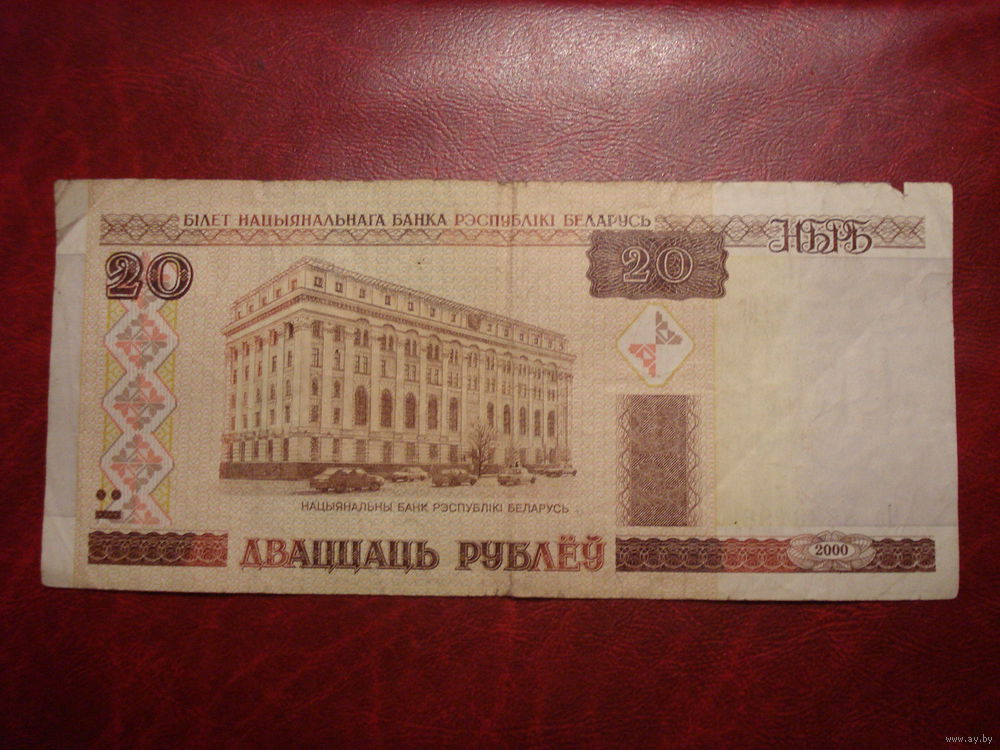 БІЛЕТ НАЦЫЯНАЛЬНАГА БАНКА РЭСПУБЛІКІ БЕЛАРУСЬ
НБРБ
20
20
НАЦЫЯНАЛЬНЫ БАНК РЭСПУБЛІКІ БЕЛАРУСЬ
ДВАЦЦАЦЬ РУБЛЁЎ
2000
www.ay.by